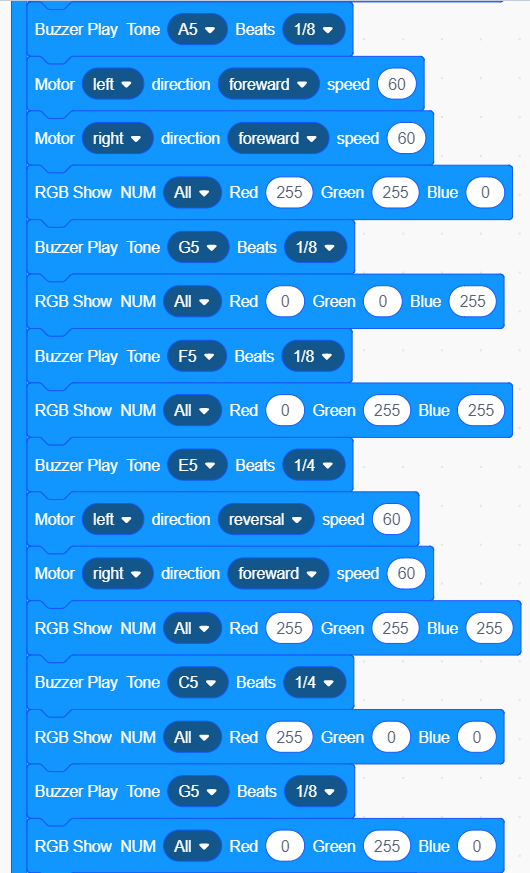 Buzzer Play Tone A5 Beats 1/8
Motor left direction foreward speed 60
Motor right direction foreward speed 60
RGB Show NUM All Red 255 Green 255 Blue 0
Buzzer Play Tone G5 Beats 1/8
RGB Show NUM All Red 0 Green 0 Blue 255
Buzzer Play Tone F5 Beats 1/8
RGB Show NUM All Red 0 Green 255 Blue 255
Buzzer Play Tone E5 Beats 1/4
Motor left direction reversal speed 60
Motor right direction foreward speed 60
RGB Show NUM All Red 255 Green 255 Blue 255
Buzzer Play Tone C5 Beats 1/4
RGB Show NUM All Red 255 Green 0 Blue 0
Buzzer Play Tone G5 Beats 1/8
RGB Show NUM All Red 0 Green 255 Blue 0